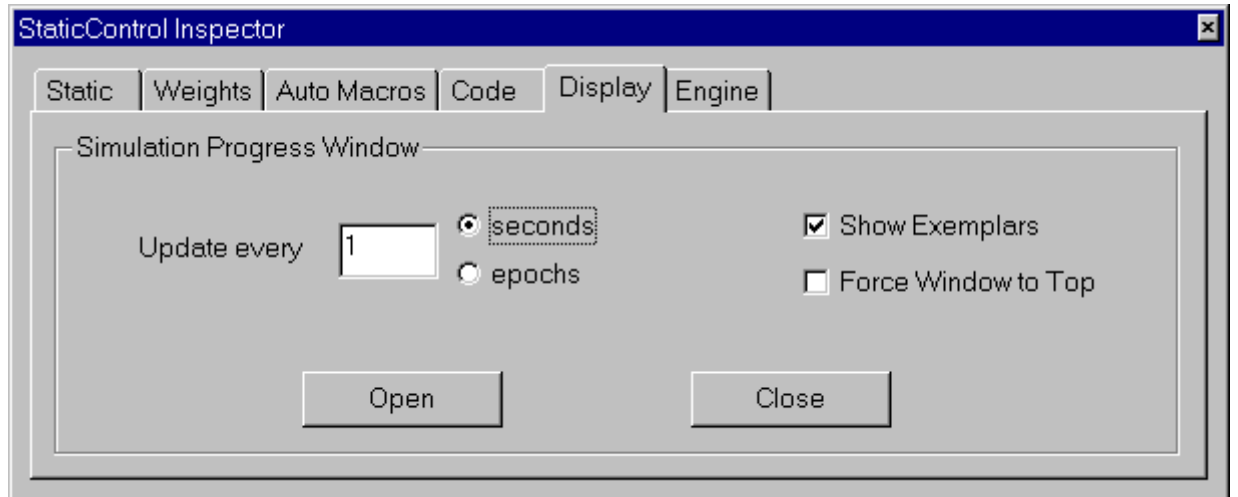 StaticControl Inspector
Static Weights Auto Macros Code Display Engine
Simulation Progress Window
Update every 1 seconds
epochs
Show Exemplars
Force Window to Top
Open Close